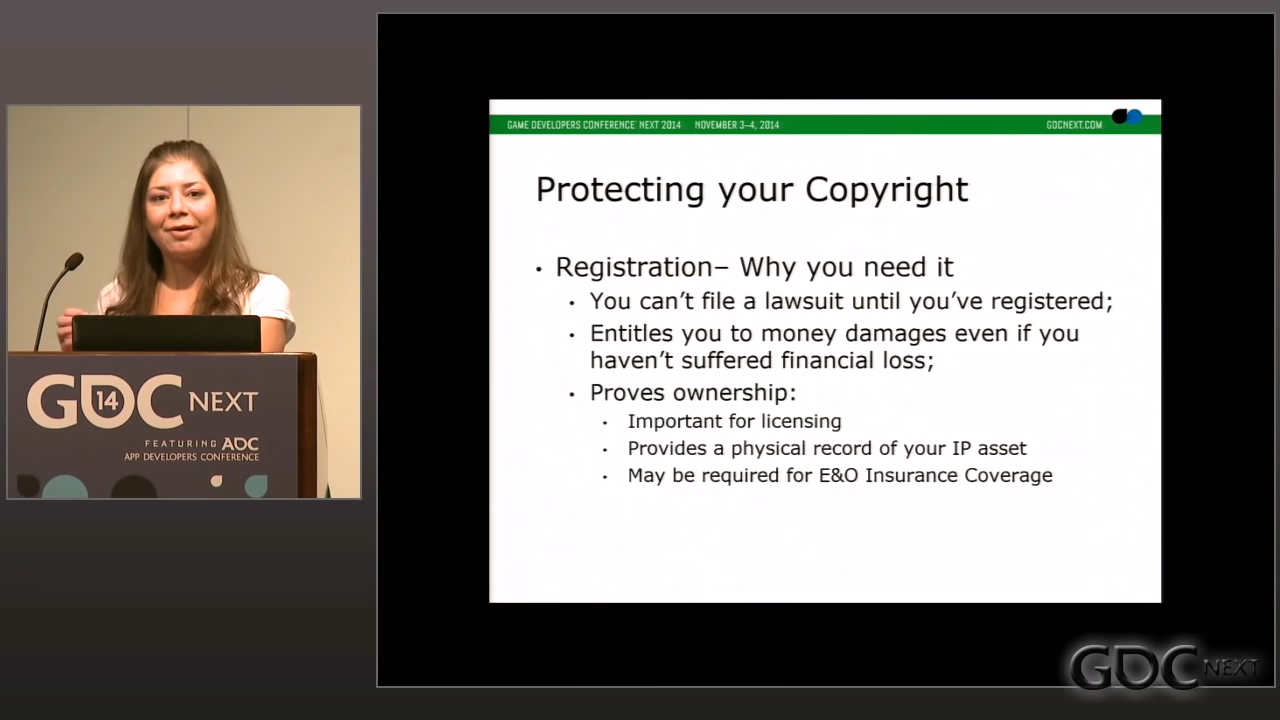 GAME DEVELOPERS CONFERENCE® NEXT 2014 NOVEMBER 3–4, 2014 GDCNEXT.COM
Protecting your Copyright
• Registration– Why you need it
• You can’t file a lawsuit until you’ve registered;
• Entitles you to money damages even if you
haven’t suffered financial loss;
• Proves ownership:
• Important for licensing
• Provides a physical record of your IP asset
• May be required for E&O Insurance Coverage
GDC 14 NEXT
FEATURING ADC
APP DEVELOPERS CONFERENCE
GDC NEXT